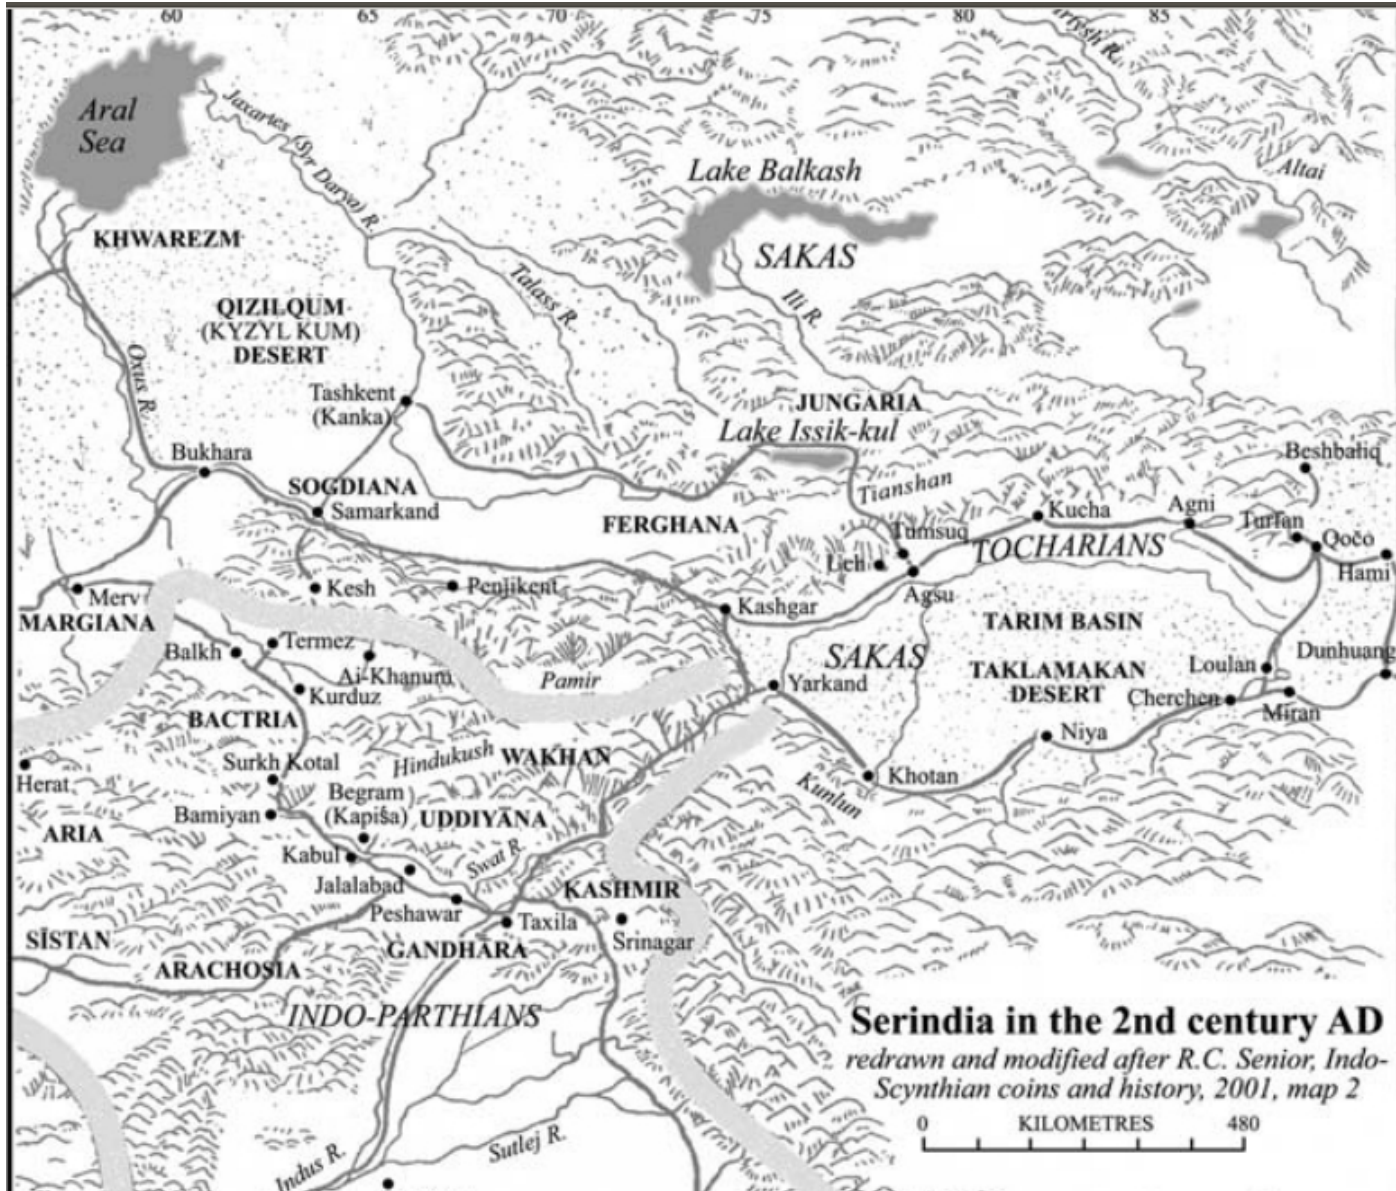 60 65 70 75 80 85
Aral
Sea
Jaxartes (Syr Darya) R.
Lake Balkash
Altai
KHWAREZM
SAKAS
QIZILQUM
(KYZYL KUM)
DESERT
Talass R.
Ili R.
Oxus R.
Tashkent
(Kanka)
JUNGARIA
Lake Issik-kul
Bukhara
Beshbaliq
SOGDIANA
Samarkand
Tianshan
FERGHANA
Kucha
Agni
Turfan
Qočo
Tumsuq
TOCHARIANS
Hami
Kesh
Penjikent
Agsu
Merv
Kashgar
MARGIANA
TARIM BASIN
Termez
Balkh
Ai-Khanum
Pamir
SAKAS
TAKLAMAKAN
DESERT
Loulan
Dunhuang
Kurduz
Yarkand
Cherchen
Miran
BACTRIA
Niya
Surkh Kotal
Hindukush
WAKHAN
Herat
Khotan
Kunlun
Bamiyan
Begram
(Kapiśa)
UDDIYĀNA
ARIA
Kabul
Swat R.
Jalalabad
KASHMIR
Peshawar
Taxila
Srinagar
SĪSTAN
GANDHĀRA
ARACHOSIA
INDO-PARTHIANS
Serindia in the 2nd century AD
redrawn and modified after R.C. Senior, Indo-
Scynthian coins and history, 2001, map 2
0 KILOMETRES 480
Sutlej R.
Indus R.